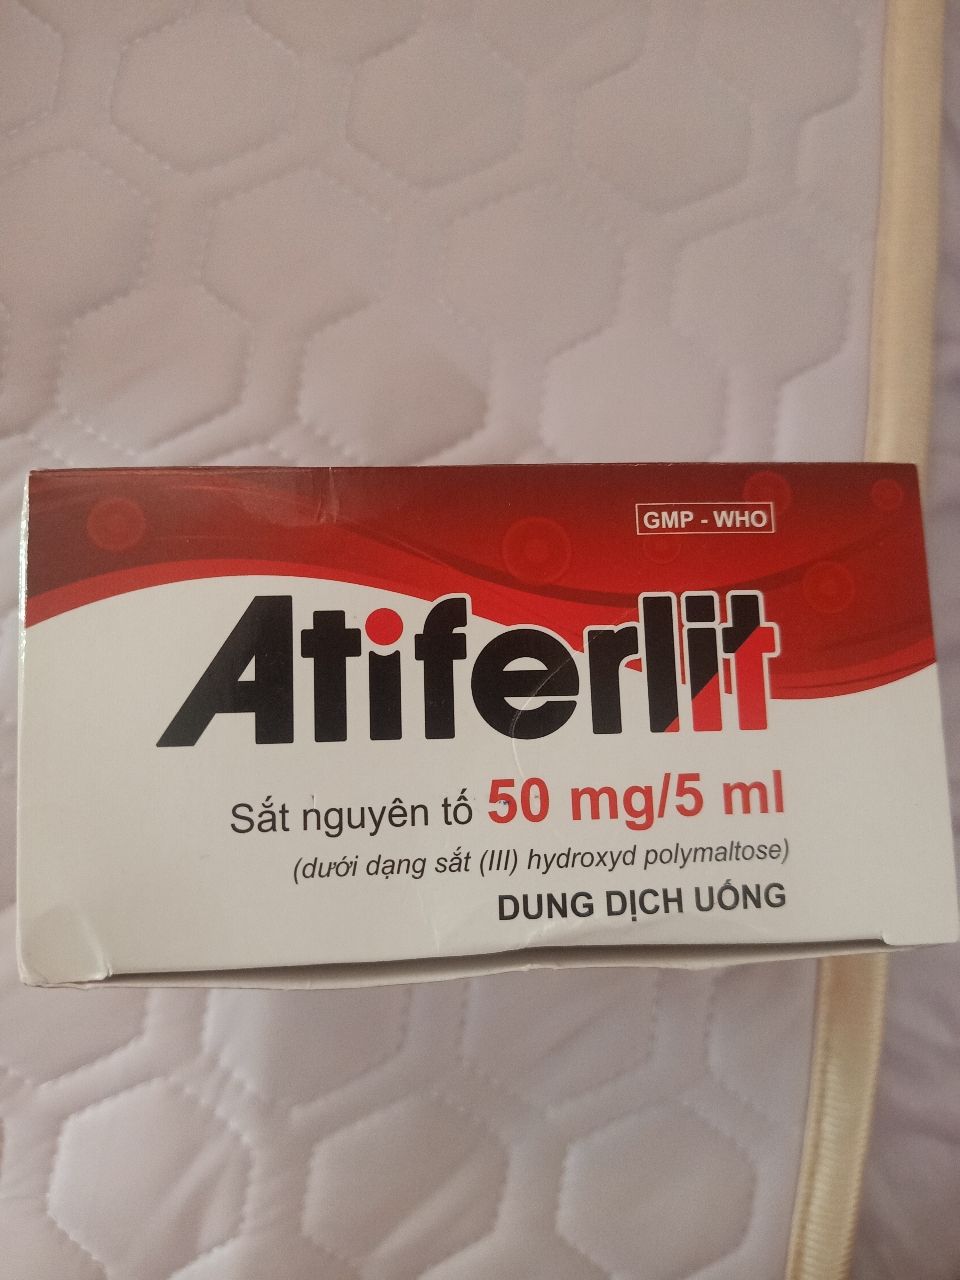 GMP - WHO
Atiferlit
Sắt nguyên tố 50 mg/5 ml
(dưới dạng sắt (III) hydroxyd polymaltose)
DUNG DỊCH UỐNG